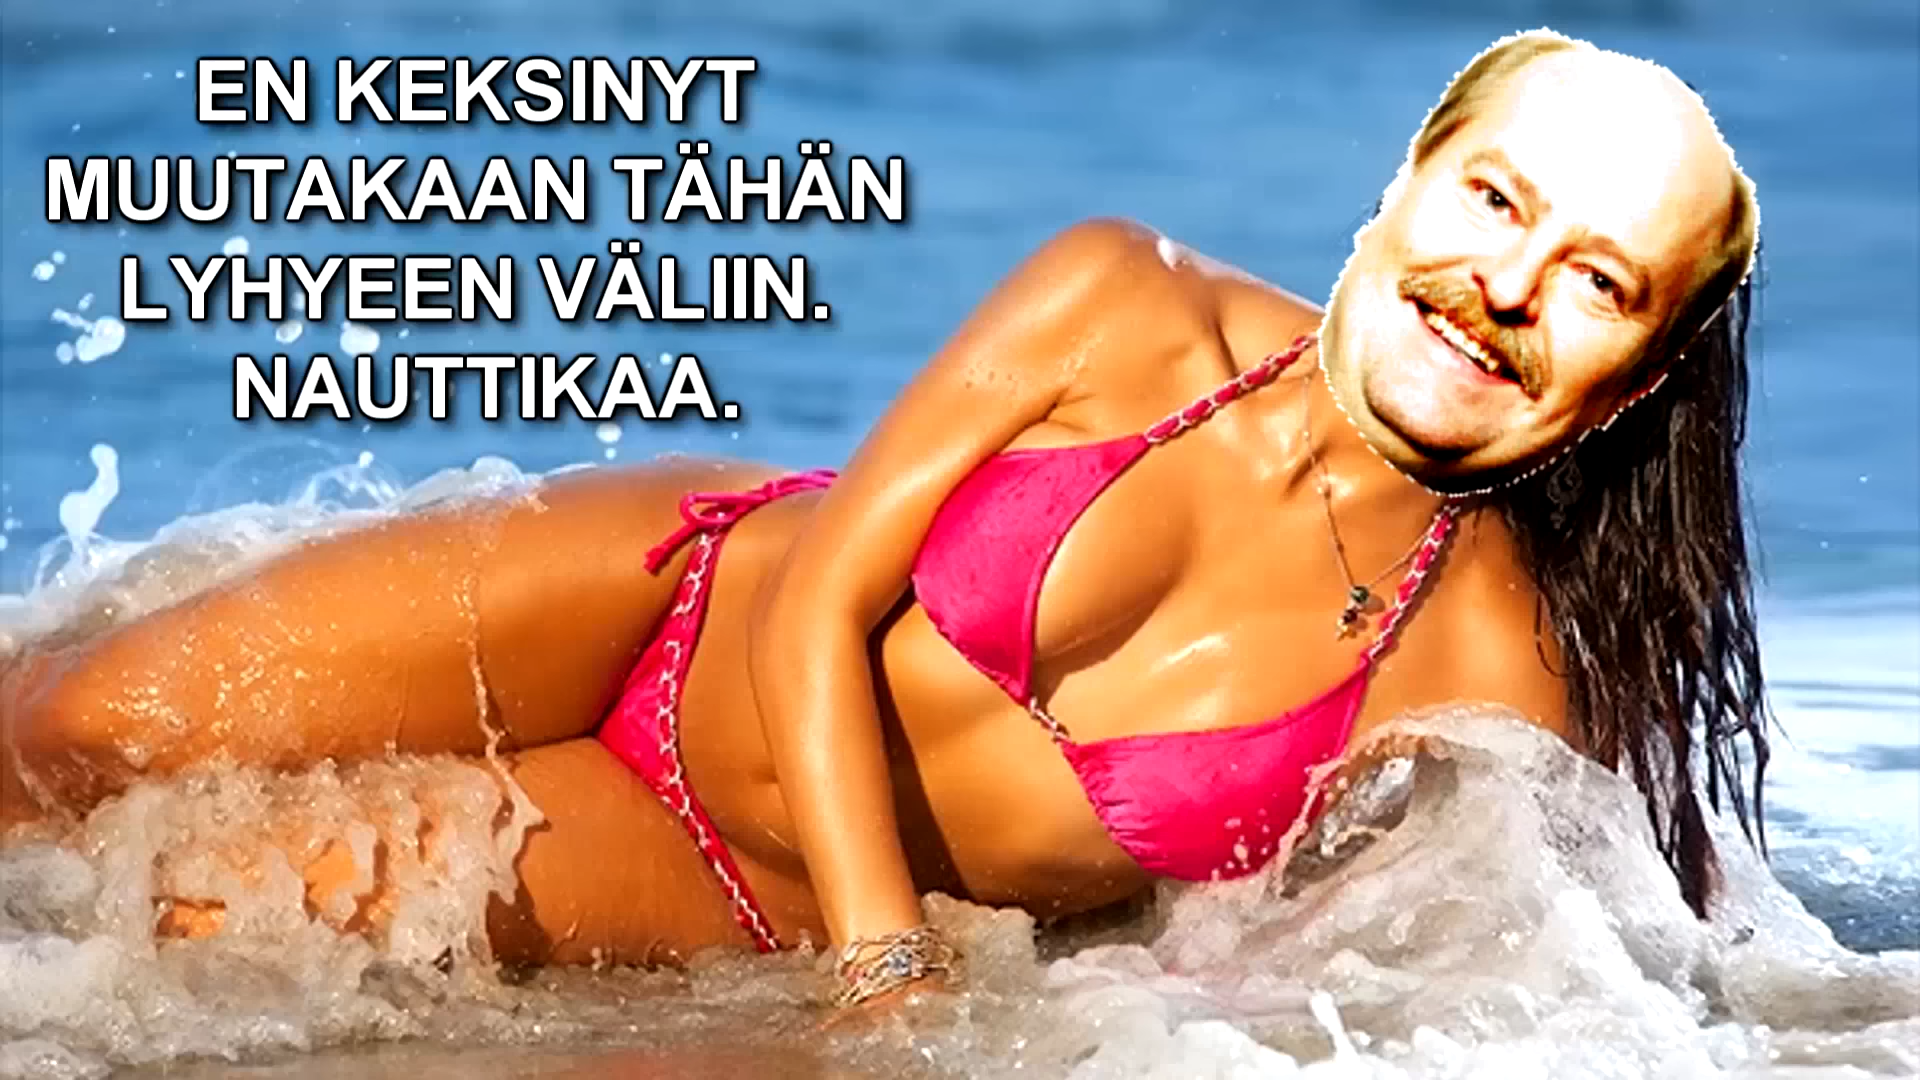 EN KEKSINYT
MUUTAKAAN TÄHÄN
LYHYEEN VÄLIIN.
NAUTTIKAA.